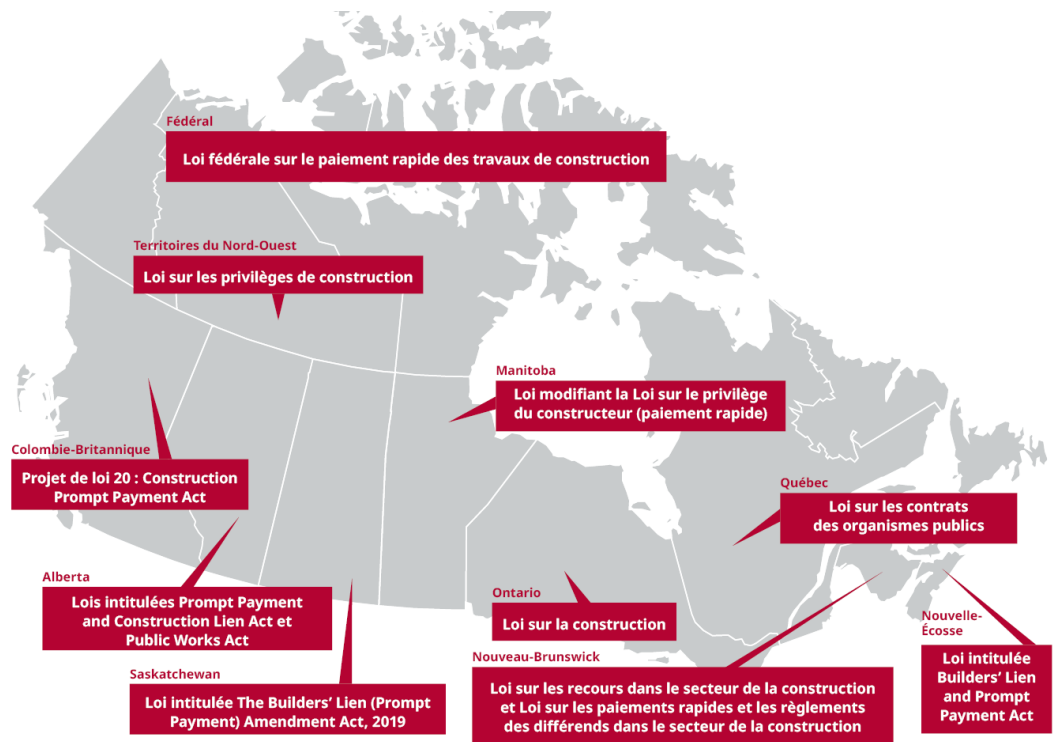 Fédéral
Loi fédérale sur le paiement rapide des travaux de construction
Territoires du Nord-Ouest
Loi sur les privilèges de construction
Manitoba
Loi modifiant la Loi sur le privilège
du constructeur (paiement rapide)
Colombie-Britannique
Projet de loi 20 : Construction
Prompt Payment Act
Québec
Loi sur les contrats
des organismes publics
Alberta
Lois intitulées Prompt Payment
and Construction Lien Act et
Public Works Act
Ontario
Loi sur la construction
Nouvelle-
Écosse
Loi intitulée
Builders’ Lien
and Prompt
Payment Act
Nouveau-Brunswick
Loi sur les recours dans le secteur de la construction
et Loi sur les paiements rapides et les règlements
des différends dans le secteur de la construction
Saskatchewan
Loi intitulée The Builders’ Lien (Prompt
Payment) Amendment Act, 2019